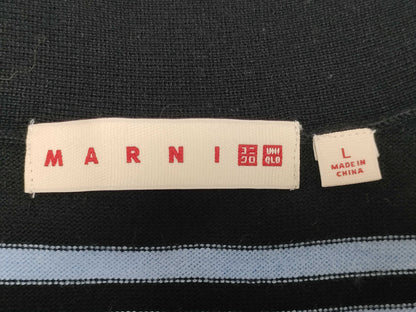 MARNI ユニ クロ UNI QLO
L
MADE IN
CHINA